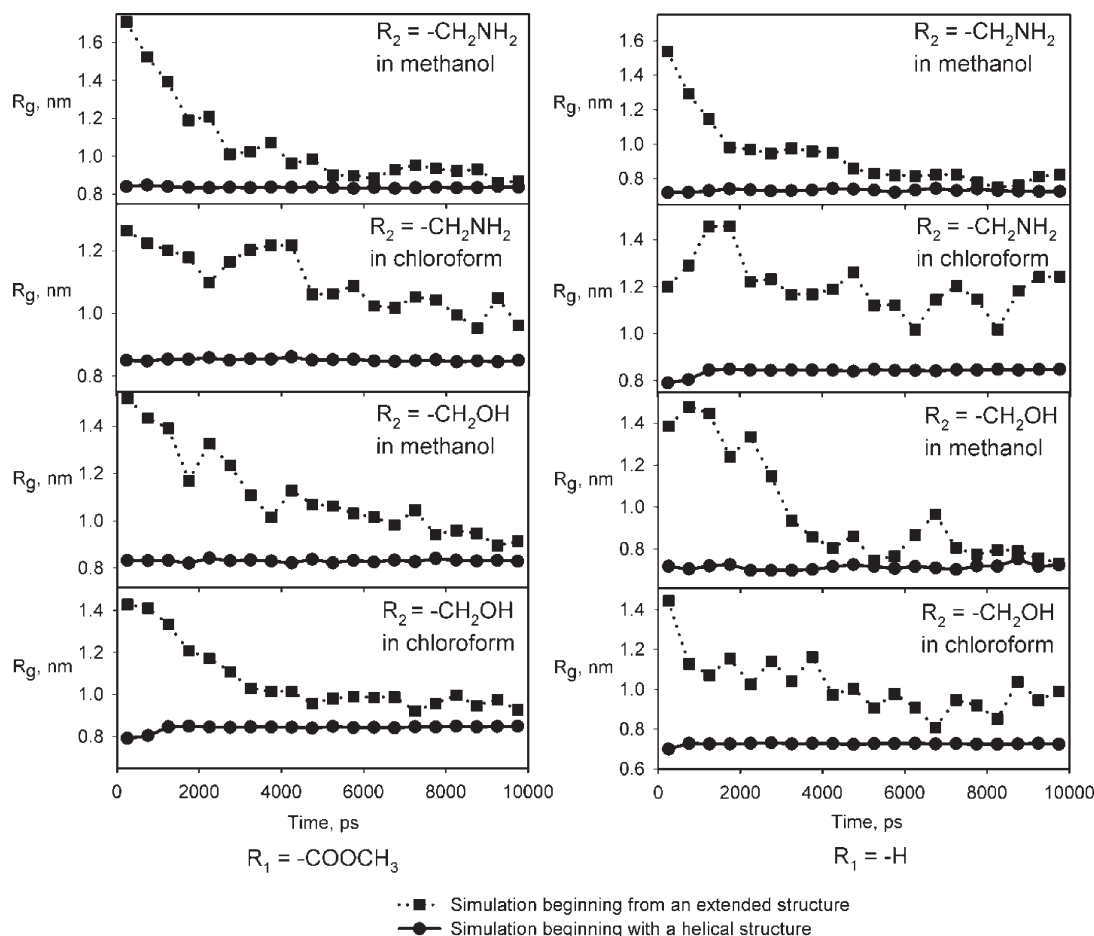 R2 = -CH2NH2
in methanol
1.6
1.4
Rg, nm
1.2
1.0
0.8
R2 = -CH2NH2
in chloroform
1.2
Rg, nm
1.0
0.8
R2 = -CH2OH
in methanol
1.4
1.2
Rg, nm
1.0
0.8
R2 = -CH2OH
in chloroform
1.4
1.2
Rg, nm
1.0
0.8
0 2000 4000 6000 8000 10000
Time, ps
R1 = -COOCH3
R2 = -CH2NH2
in methanol
1.6
1.4
Rg, nm
1.2
1.0
0.8
R2 = -CH2NH2
in chloroform
1.4
Rg, nm
1.2
1.0
0.8
R2 = -CH2OH
in methanol
1.4
1.2
Rg, nm
1.0
0.8
R2 = -CH2OH
in chloroform
1.4
1.2
Rg, nm
1.0
0.8
0.6
0 2000 4000 6000 8000 10000
Time, ps
R1 = -H
Simulation beginning from an extended structure
Simulation beginning with a helical structure